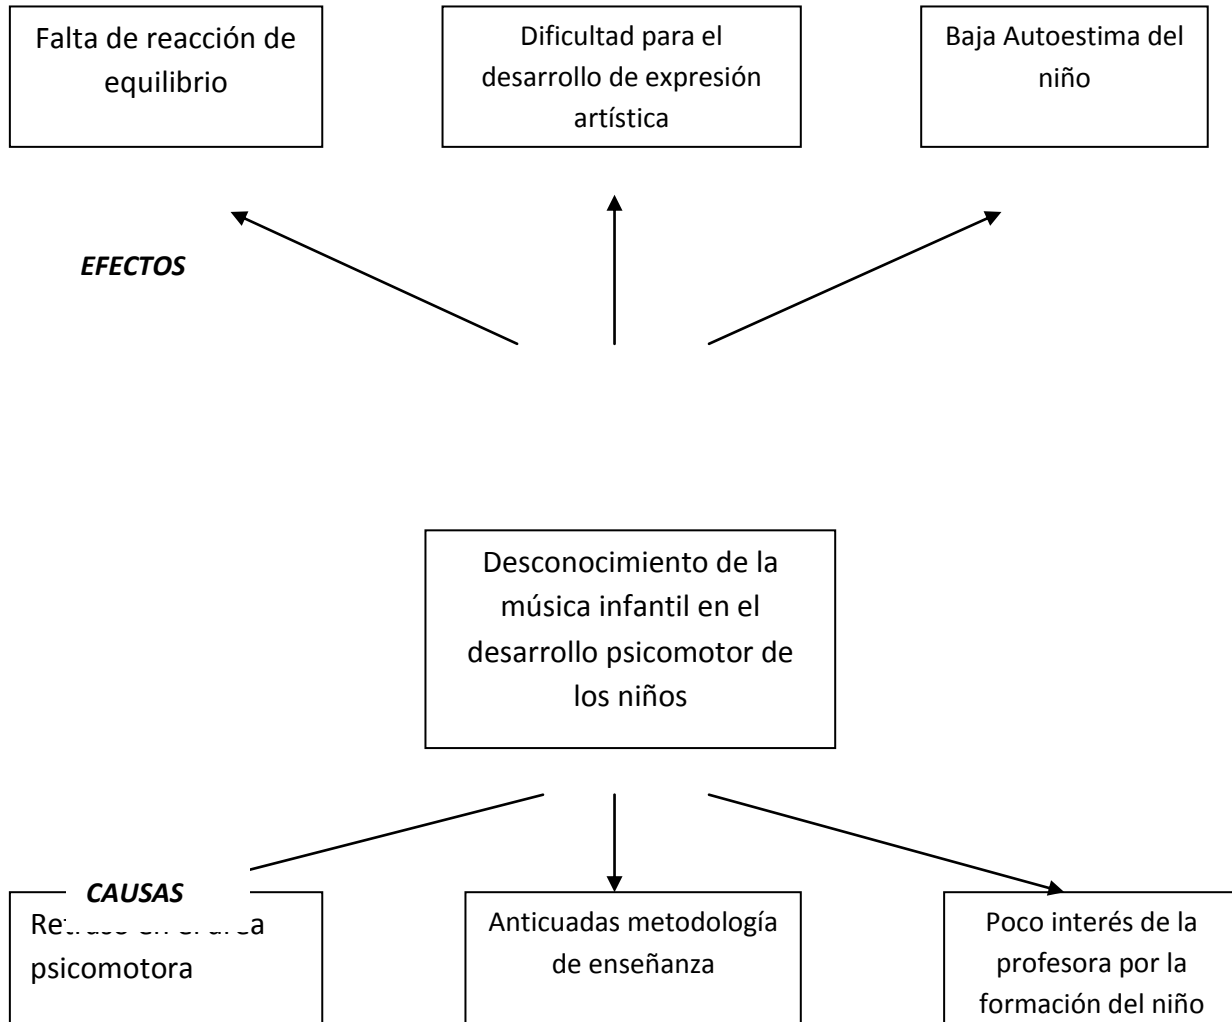 Falta de reacción de
equilibrio
Dificultad para el
desarrollo de expresión
artística
Baja Autoestima del
niño
EFECTOS
Desconocimiento de la
música infantil en el
desarrollo psicomotor de
los niños
CAUSAS
psicomotora
Anticuadas metodología
de enseñanza
Poco interés de la
profesora por la
formación del niño